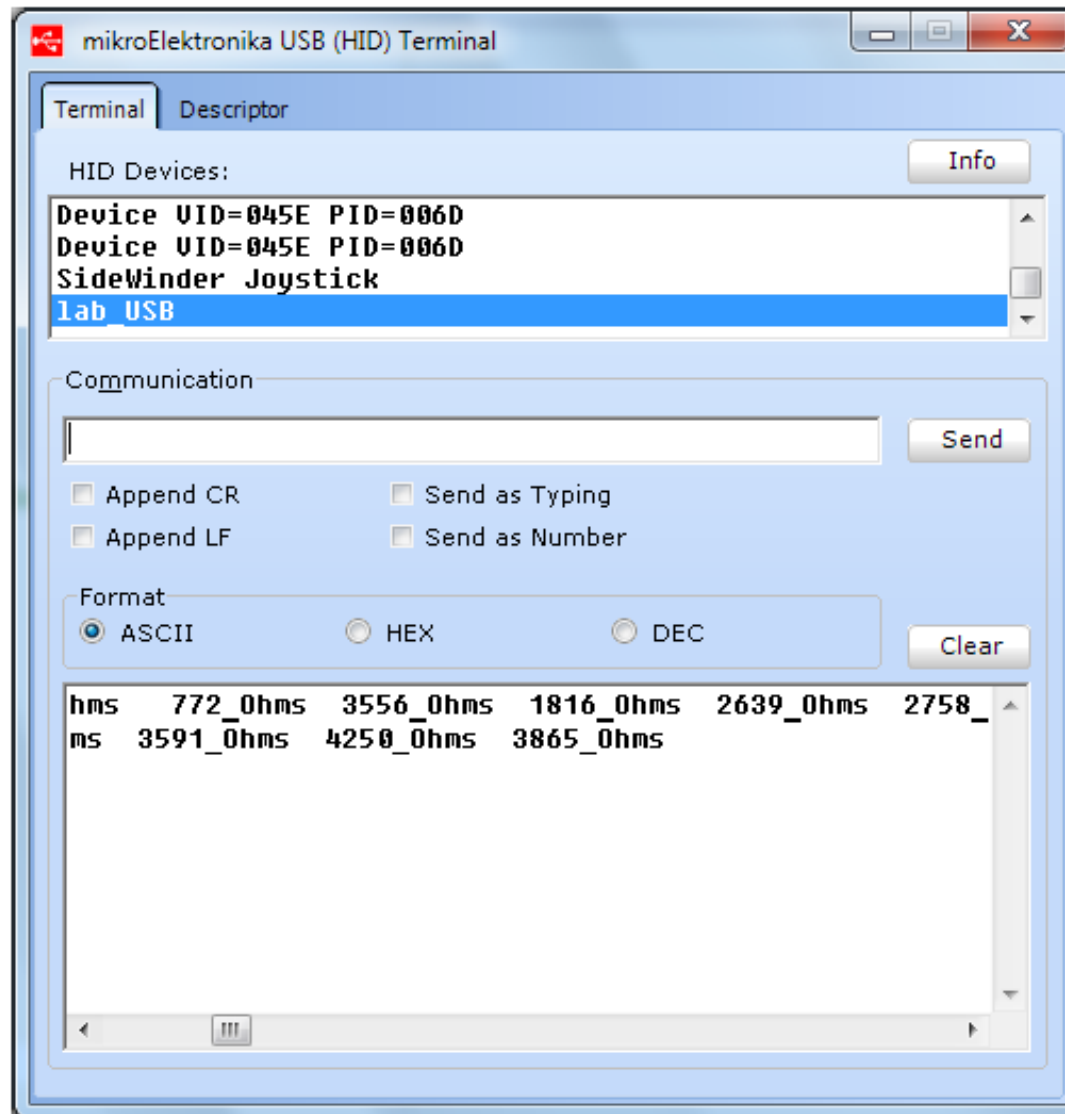 mikroElektronika USB (HID) Terminal
Terminal Descriptor
HID Devices:
Info
Device VID=045E PID=006D
Device VID=045E PID=006D
SideWinder Joystick
lab_USB
Communication
Send
Append CR Send as Typing
Append LF Send as Number
Format
ASCII HEX DEC
Clear
hms 772_Ohms 3556_Ohms 1816_Ohms 2639_Ohms 2758_
ms 3591_Ohms 4250_Ohms 3865_Ohms